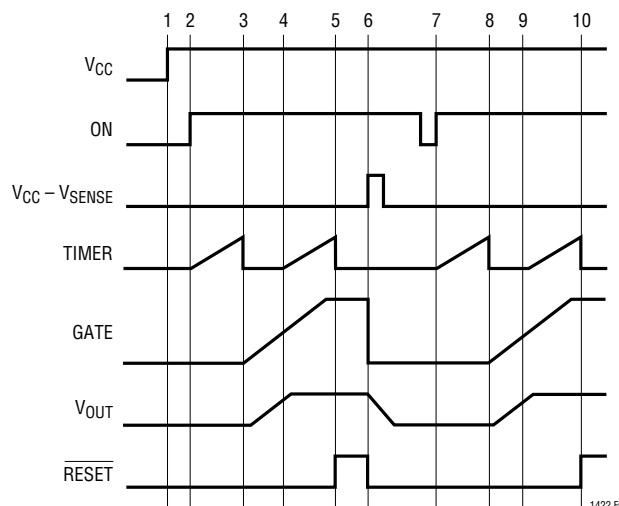 1 2 3 4 5 6 7 8 9 10
VCC
ON
VCC – VSENSE
TIMER
GATE
VOUT
RESET